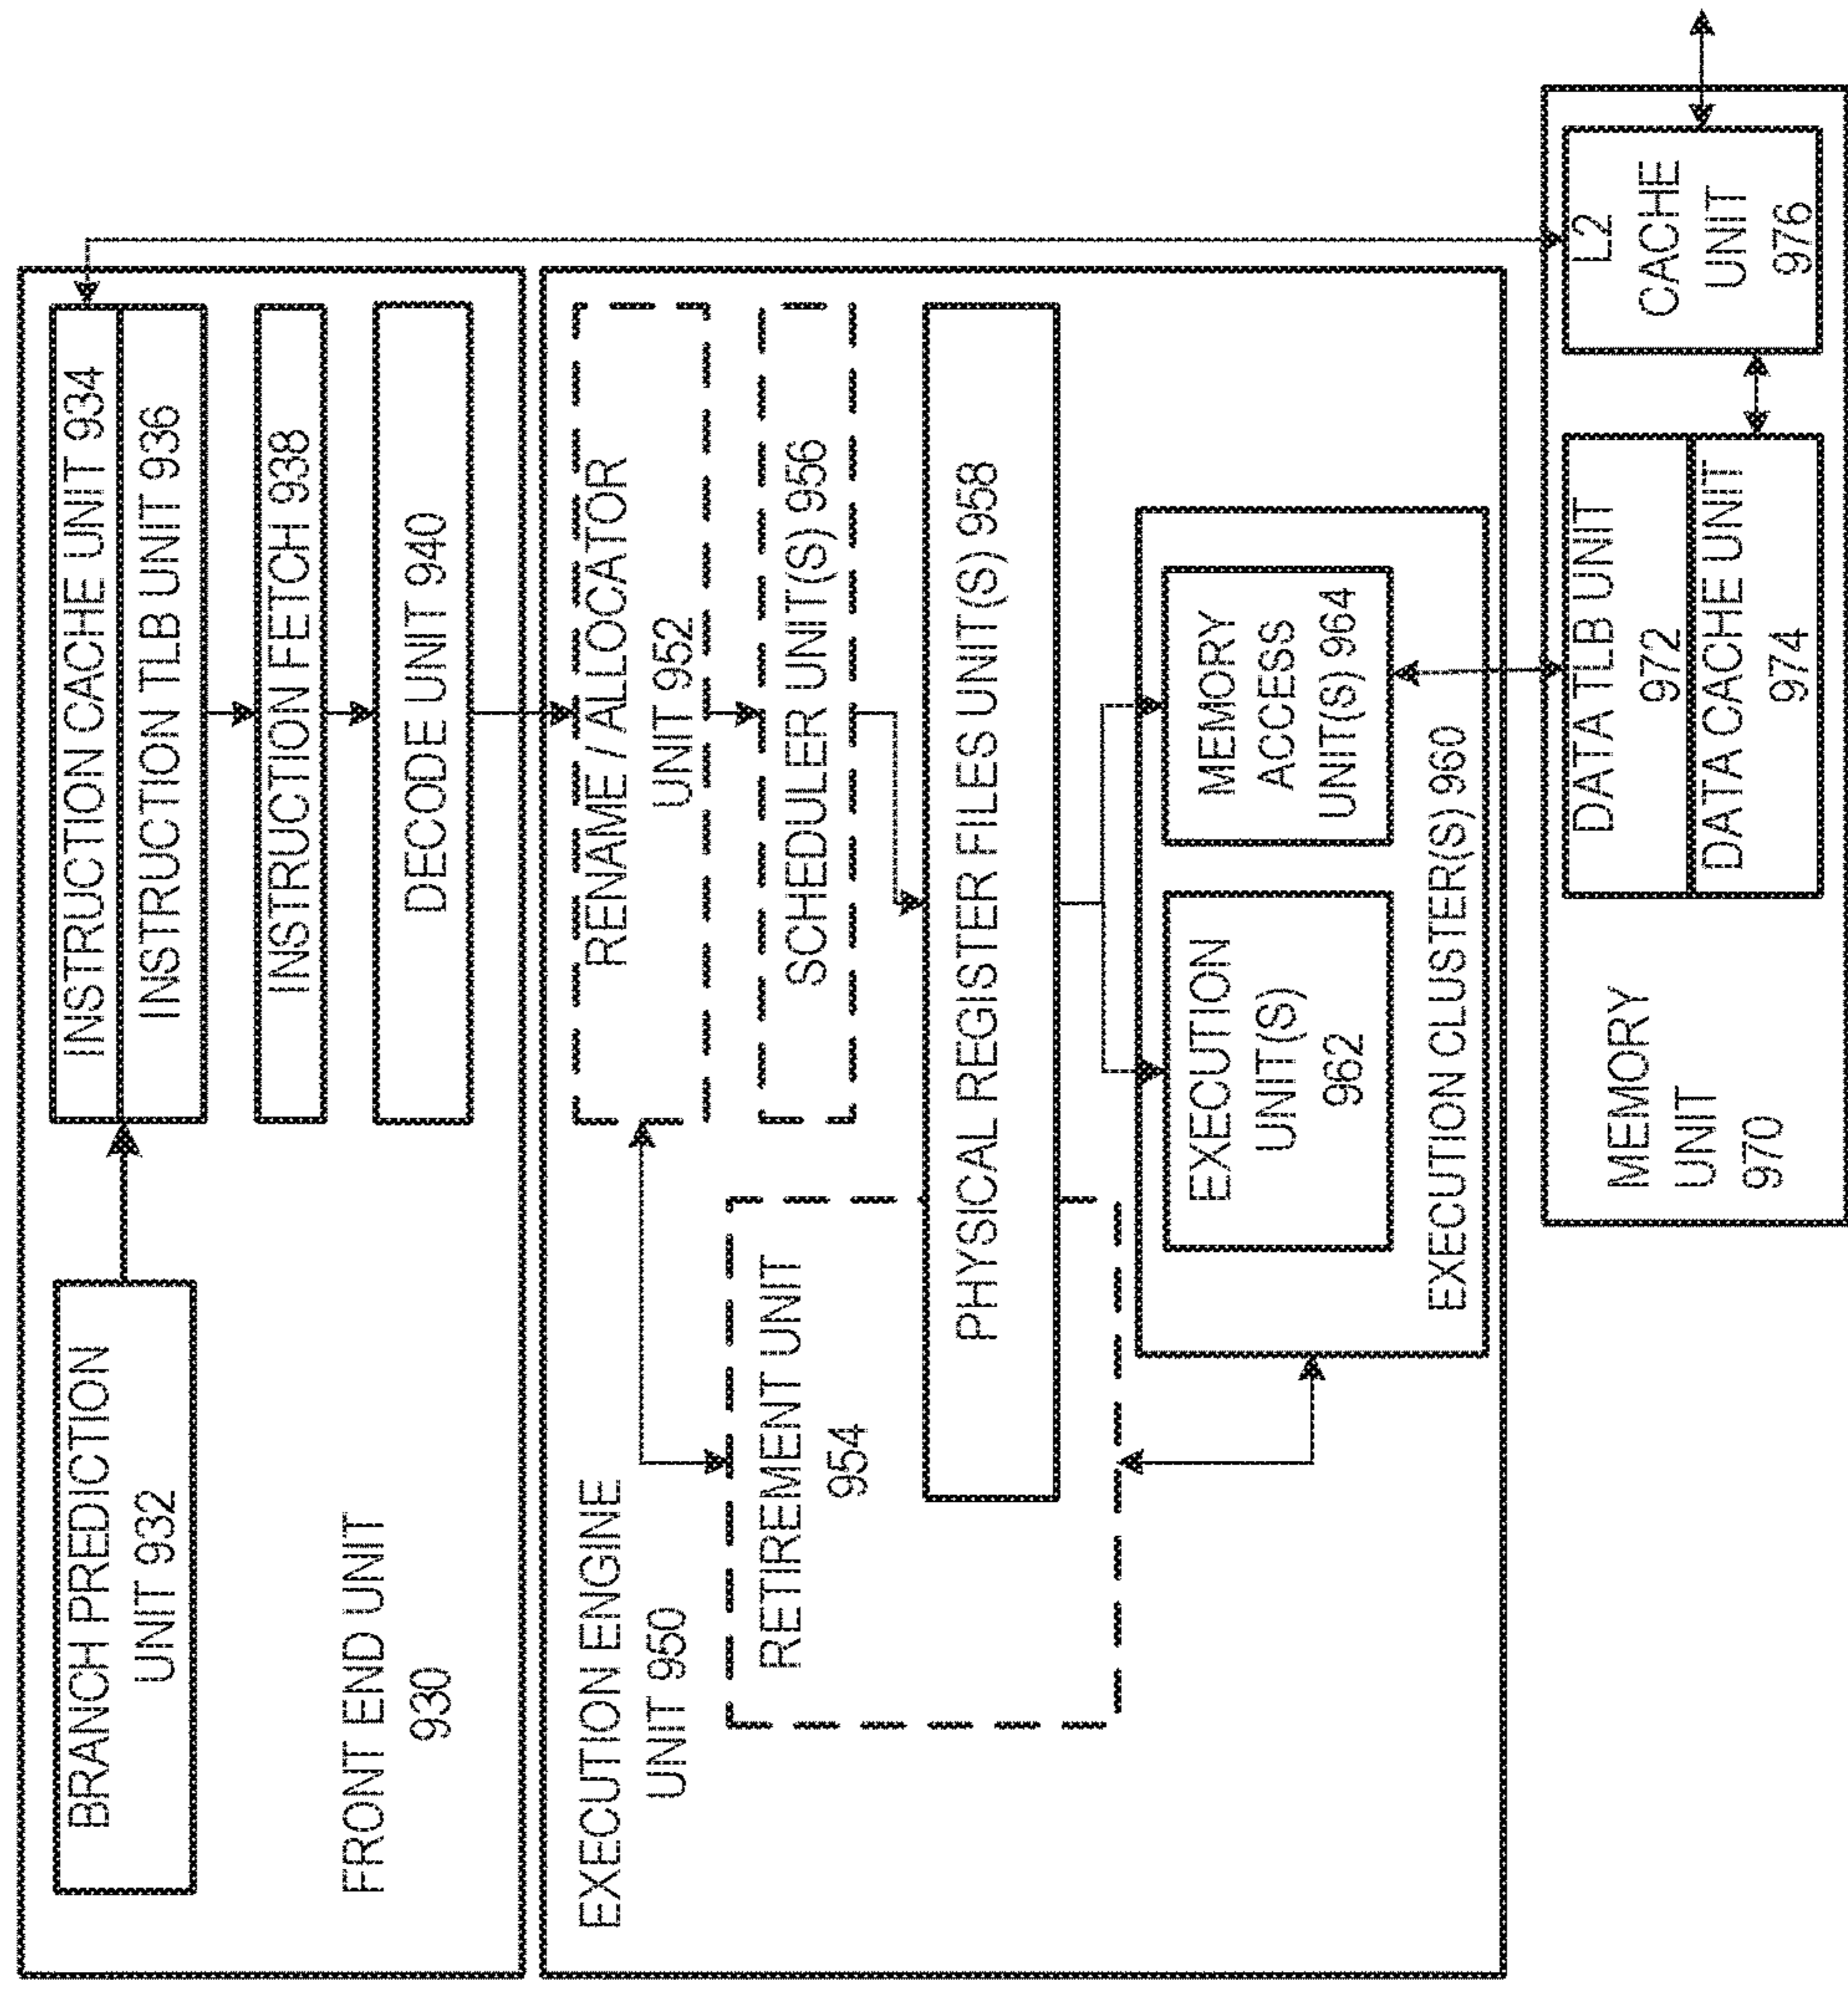 BRANCH PREDICTION
UNIT 932
INSTRUCTION CACHE UNIT 934
INSTRUCTION TLB UNIT 936
INSTRUCTION FETCH 938
DECODE UNIT 940
FRONT END UNIT
930
EXECUTION ENGINE
UNIT 950
RENAME / ALLOCATOR
UNIT 952
RETIREMENT UNIT
954
SCHEDULER UNIT(S) 956
PHYSICAL REGISTER FILES UNIT(S) 958
EXECUTION
UNIT(S)
962
MEMORY
ACCESS
UNIT(S) 964
EXECUTION CLUSTER(S) 960
MEMORY
UNIT
970
DATA TLB UNIT
972
DATA CACHE UNIT
974
L2
CACHE
UNIT
976